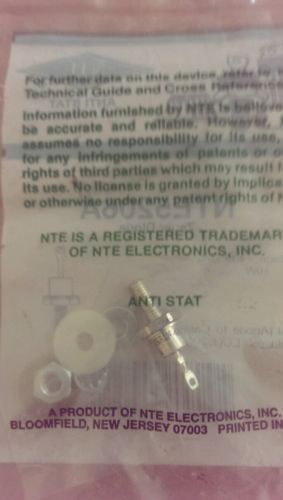 For further data on this device, refer to
Technical Guide and Cross Reference
Information furnished by NTE is believe
be accurate and reliable. However,
assumes no responsibility for its use,
for any infringements of patents or o
rights of third parties which may result f
its use. No license is granted by implica
or otherwise under any patent rights of
NTE5206A
NTE IS A REGISTERED TRADEMAR
OF NTE ELECTRONICS, INC.
ANTI STAT
A PRODUCT OF NTE ELECTRONICS, INC.
BLOOMFIELD, NEW JERSEY 07003 PRINTED IN